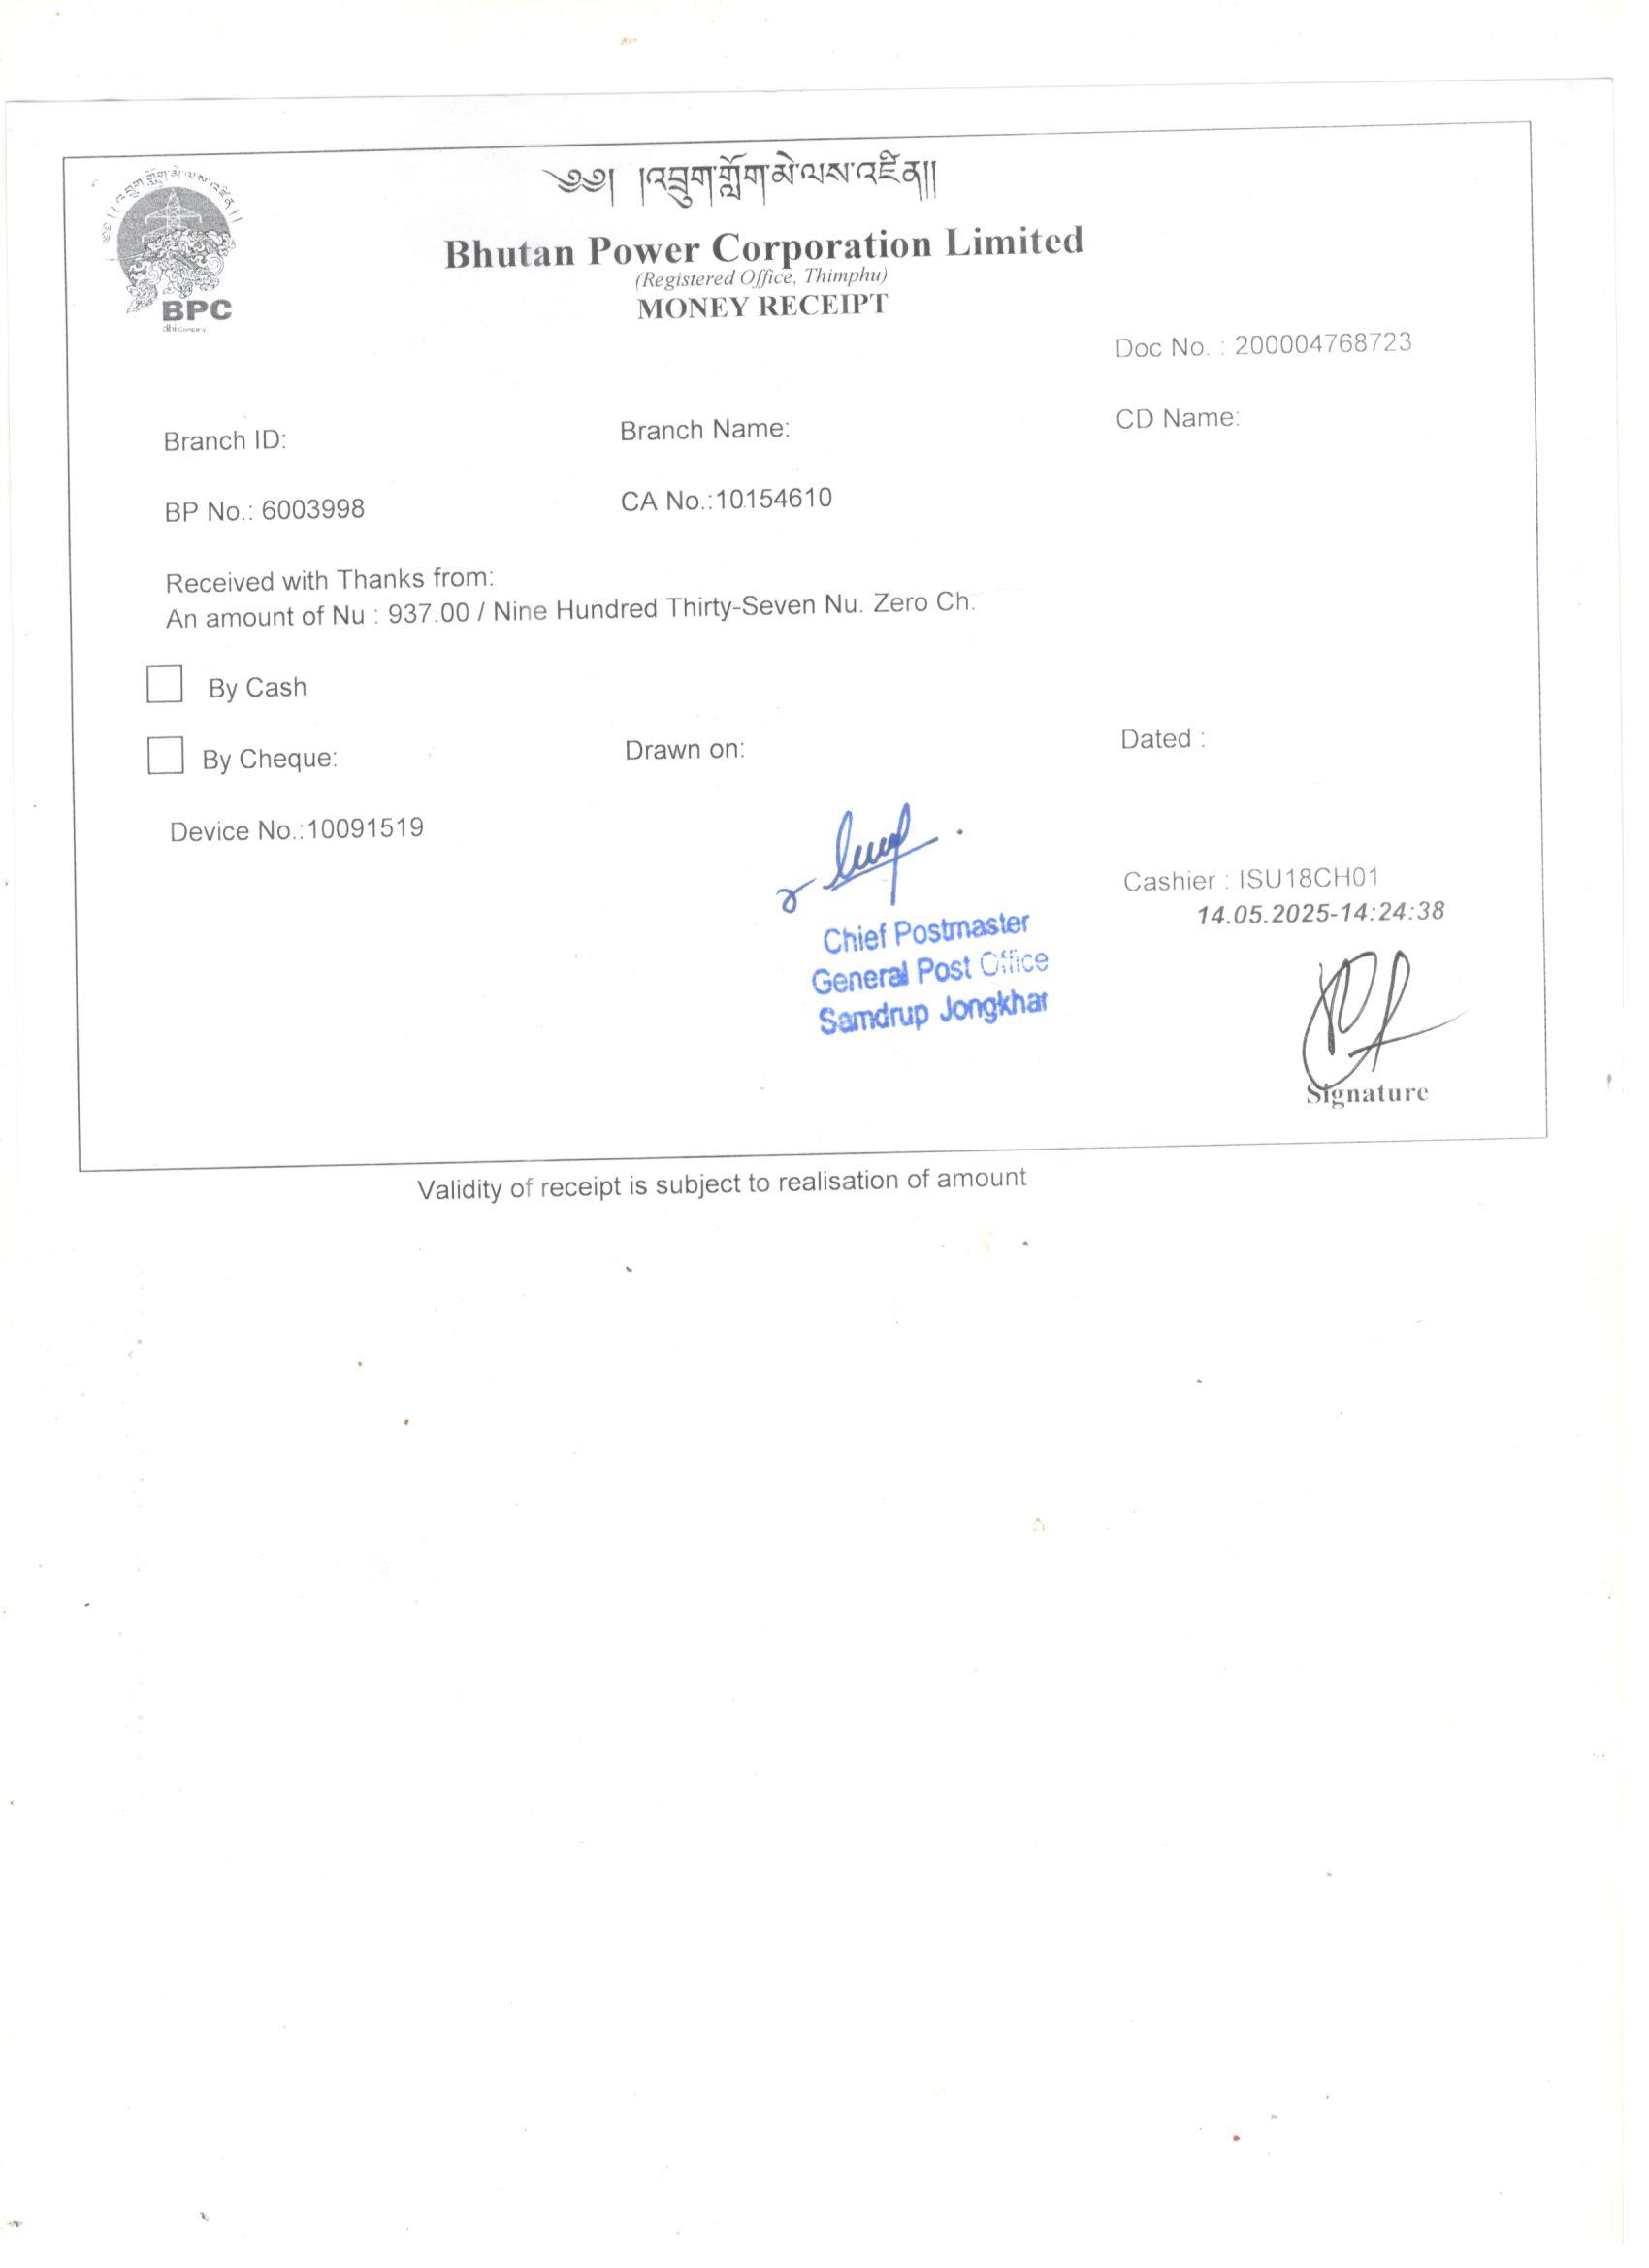 ༄༅། །འབྲུག་གློག་མེ་ལས་འཛིན།།
Bhutan Power Corporation Limited
(Registered Office, Thimphu)
MONEY RECEIPT
BPC
Doc No. : 200004768723
Branch ID: Branch Name: CD Name:
BP No.: 6003998 CA No.:10154610
Received with Thanks from:
An amount of Nu : 937.00 / Nine Hundred Thirty-Seven Nu. Zero Ch.
By Cash
By Cheque: Drawn on: Dated :
Device No.:10091519
Cashier : ISU18CH01
14.05.2025-14:24:38
Chief Postmaster
General Post Office
Samdrup Jongkhar
Signature
Validity of receipt is subject to realisation of amount